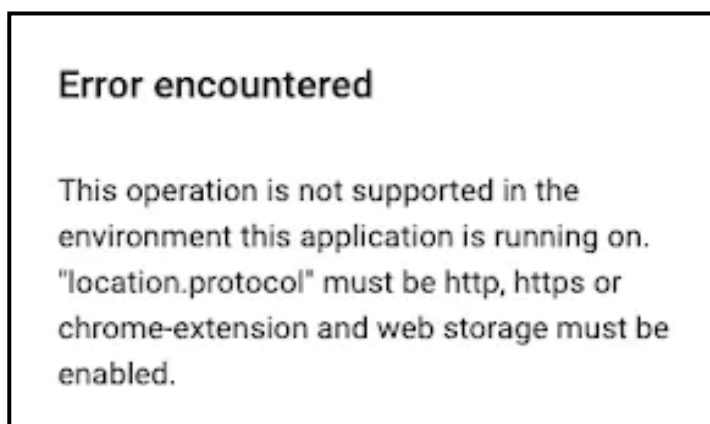 Error encountered
This operation is not supported in the
environment this application is running on.
"location.protocol" must be http, https or
chrome-extension and web storage must be
enabled.